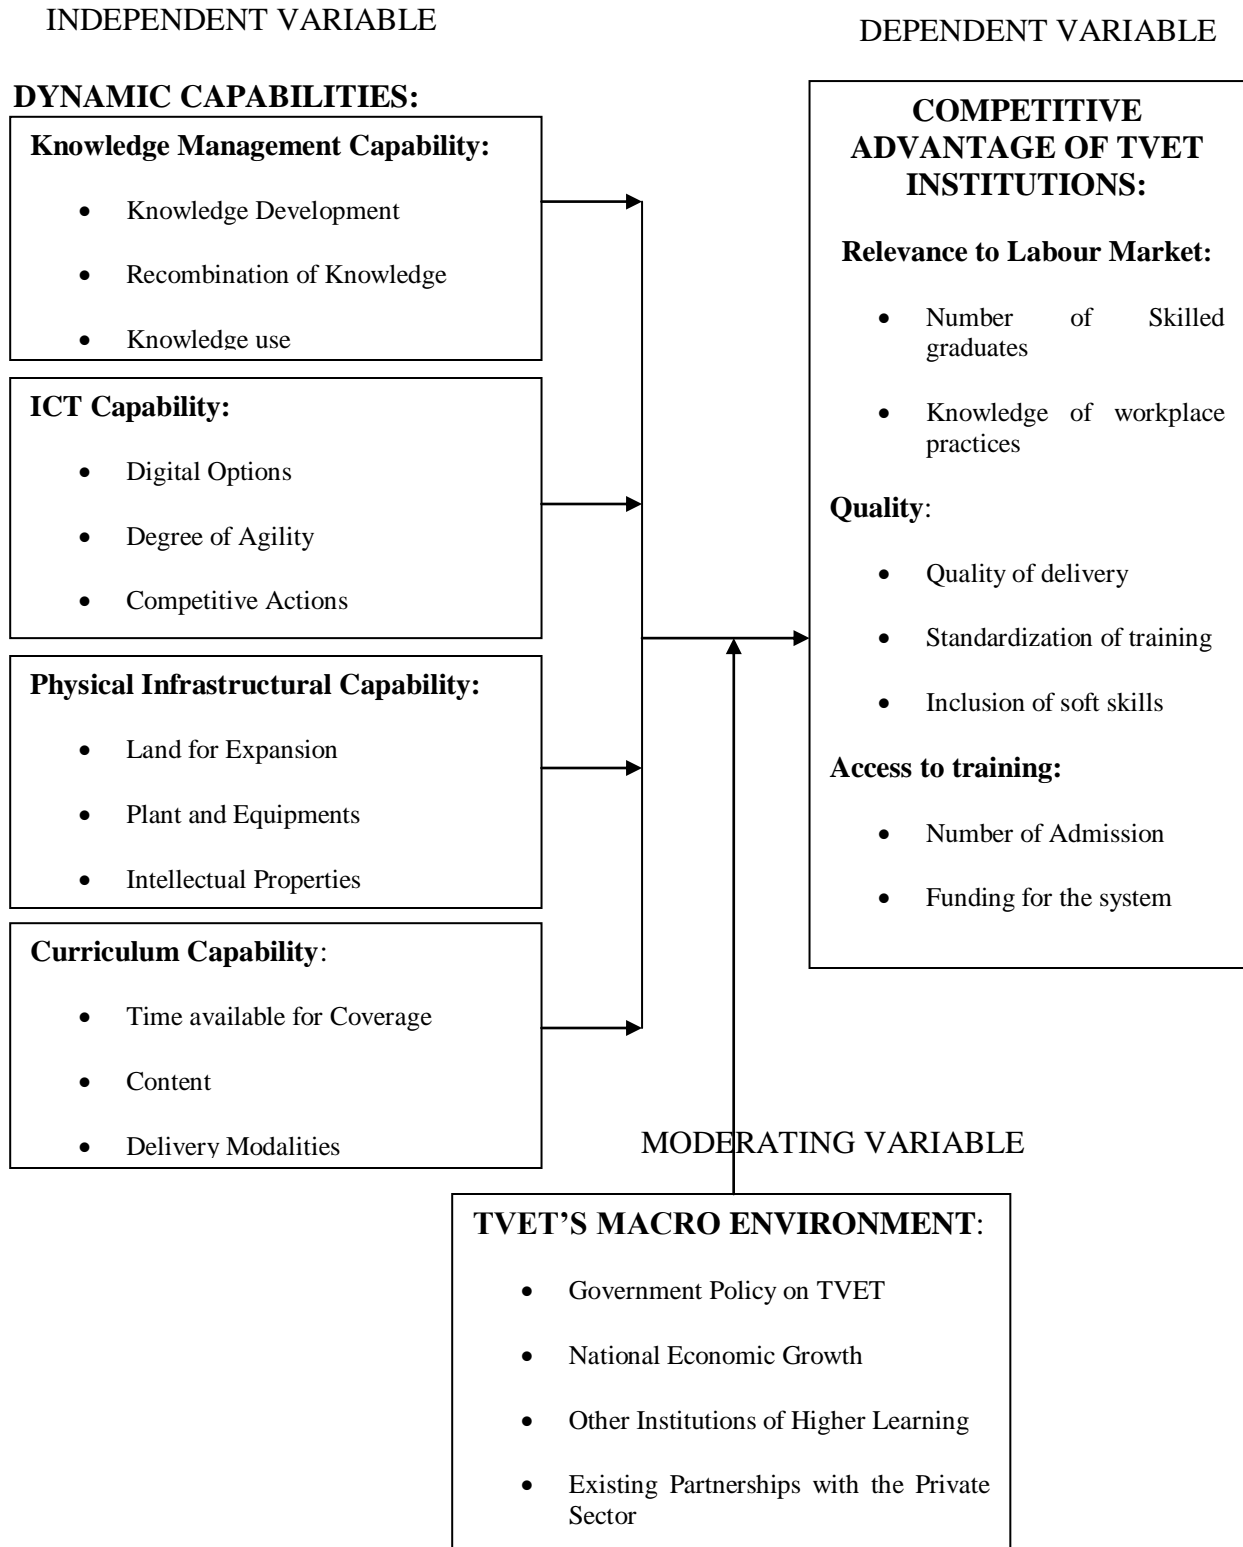 INDEPENDENT VARIABLE
DEPENDENT VARIABLE
DYNAMIC CAPABILITIES:
Knowledge Management Capability:
• Knowledge Development
• Recombination of Knowledge
• Knowledge use
ICT Capability:
• Digital Options
• Degree of Agility
• Competitive Actions
Physical Infrastructural Capability:
• Land for Expansion
• Plant and Equipments
• Intellectual Properties
Curriculum Capability:
• Time available for Coverage
• Content
• Delivery Modalities
COMPETITIVE
ADVANTAGE OF TVET
INSTITUTIONS:
Relevance to Labour Market:
• Number of Skilled
graduates
• Knowledge of workplace
practices
Quality:
• Quality of delivery
• Standardization of training
• Inclusion of soft skills
Access to training:
• Number of Admission
• Funding for the system
MODERATING VARIABLE
TVET’S MACRO ENVIRONMENT:
• Government Policy on TVET
• National Economic Growth
• Other Institutions of Higher Learning
• Existing Partnerships with the Private
Sector